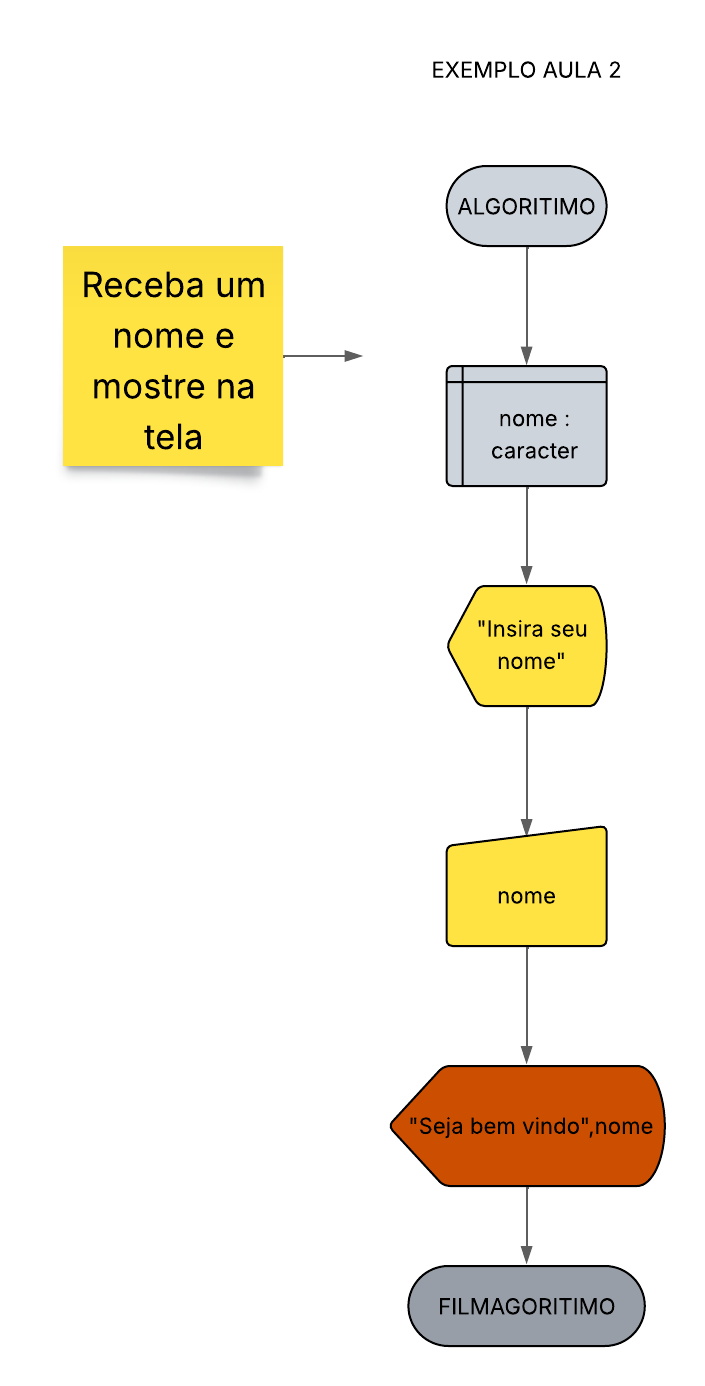 EXEMPLO AULA 2
ALGORITIMO
Receba um
nome e
mostre na
tela
nome :
caracter
"Insira seu
nome"
nome
"Seja bem vindo",nome
FILMAGORITIMO